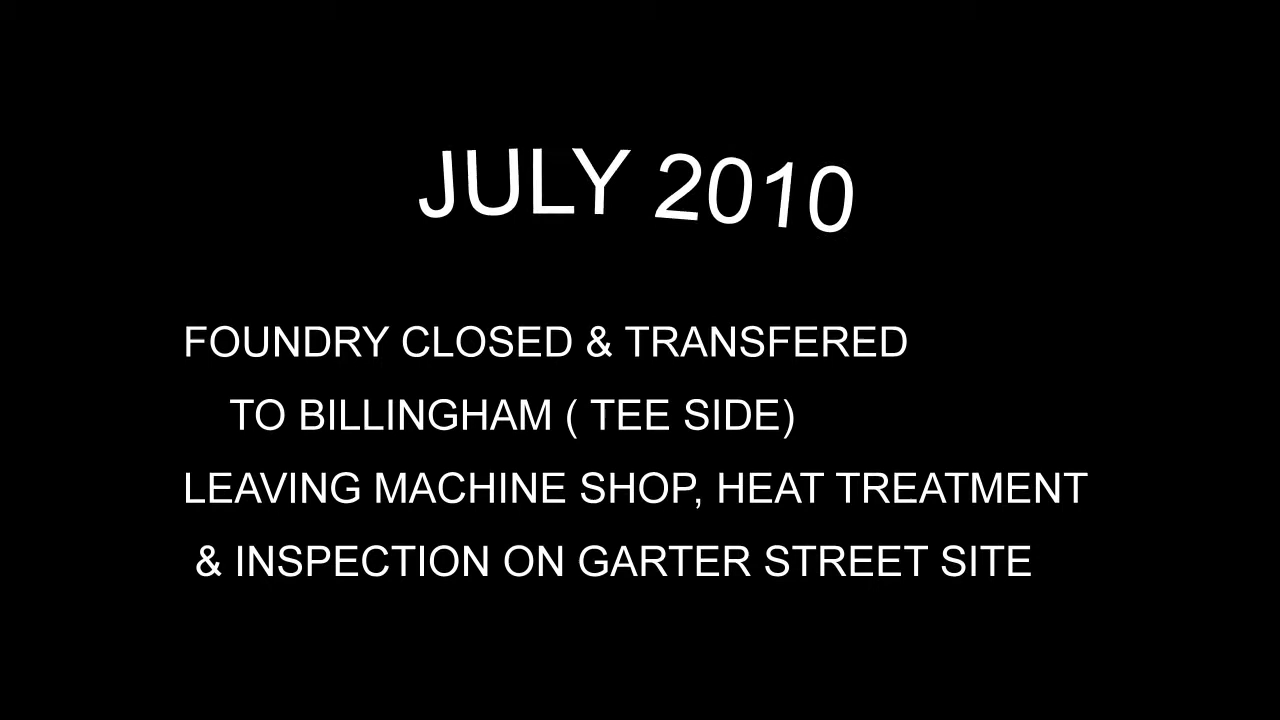 JULY 2010
FOUNDRY CLOSED & TRANSFERED
TO BILLINGHAM ( TEE SIDE)
LEAVING MACHINE SHOP, HEAT TREATMENT
& INSPECTION ON GARTER STREET SITE